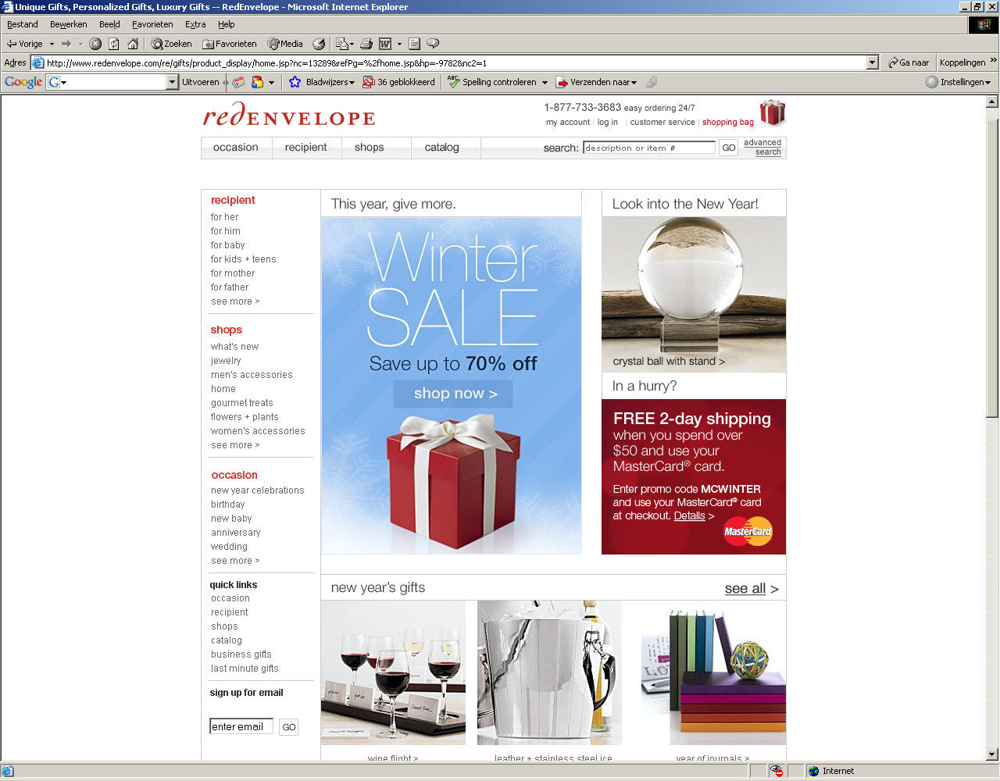 Unique Gifts, Personalized Gifts, Luxury Gifts -- RedEnvelope - Microsoft Internet Explorer
Bestand Bewerken Beeld Favorieten Extra Help
Vorige Zoeken Favorieten Media
Adres http://www.redenvelope.com/re/gifts/product_display/home.jsp?nc=13289&refPg=%2fhome.jsp&hp=-9782&nc2=1 Ga naar Koppelingen »
Google G Uitvoeren Bladwijzers 36 geblokkeerd ABC Spelling controleren Verzenden naar Instellingen
redENVELOPE
1-877-733-3683 easy ordering 24/7
my account | log in | customer service | shopping bag
occasion recipient shops catalog search: description or item # GO advanced search
recipient
for her
for him
for baby
for kids + teens
for mother
for father
see more >
shops
what's new
jewelry
men's accessories
home
gourmet treats
flowers + plants
women's accessories
see more >
occasion
new year celebrations
birthday
new baby
anniversary
wedding
see more >
quick links
occasion
recipient
shops
catalog
business gifts
last minute gifts
sign up for email
enter email GO
This year, give more.
Winter
SALE
Save up to 70% off
shop now >
Look into the New Year!
crystal ball with stand >
In a hurry?
FREE 2-day shipping
when you spend over
$50 and use your
MasterCard® card.
Enter promo code MCWINTER
and use your MasterCard® card
at checkout. Details >
MasterCard
new year's gifts see all >
wine flight >
leather + stainless steel ice
year of journals >
Internet